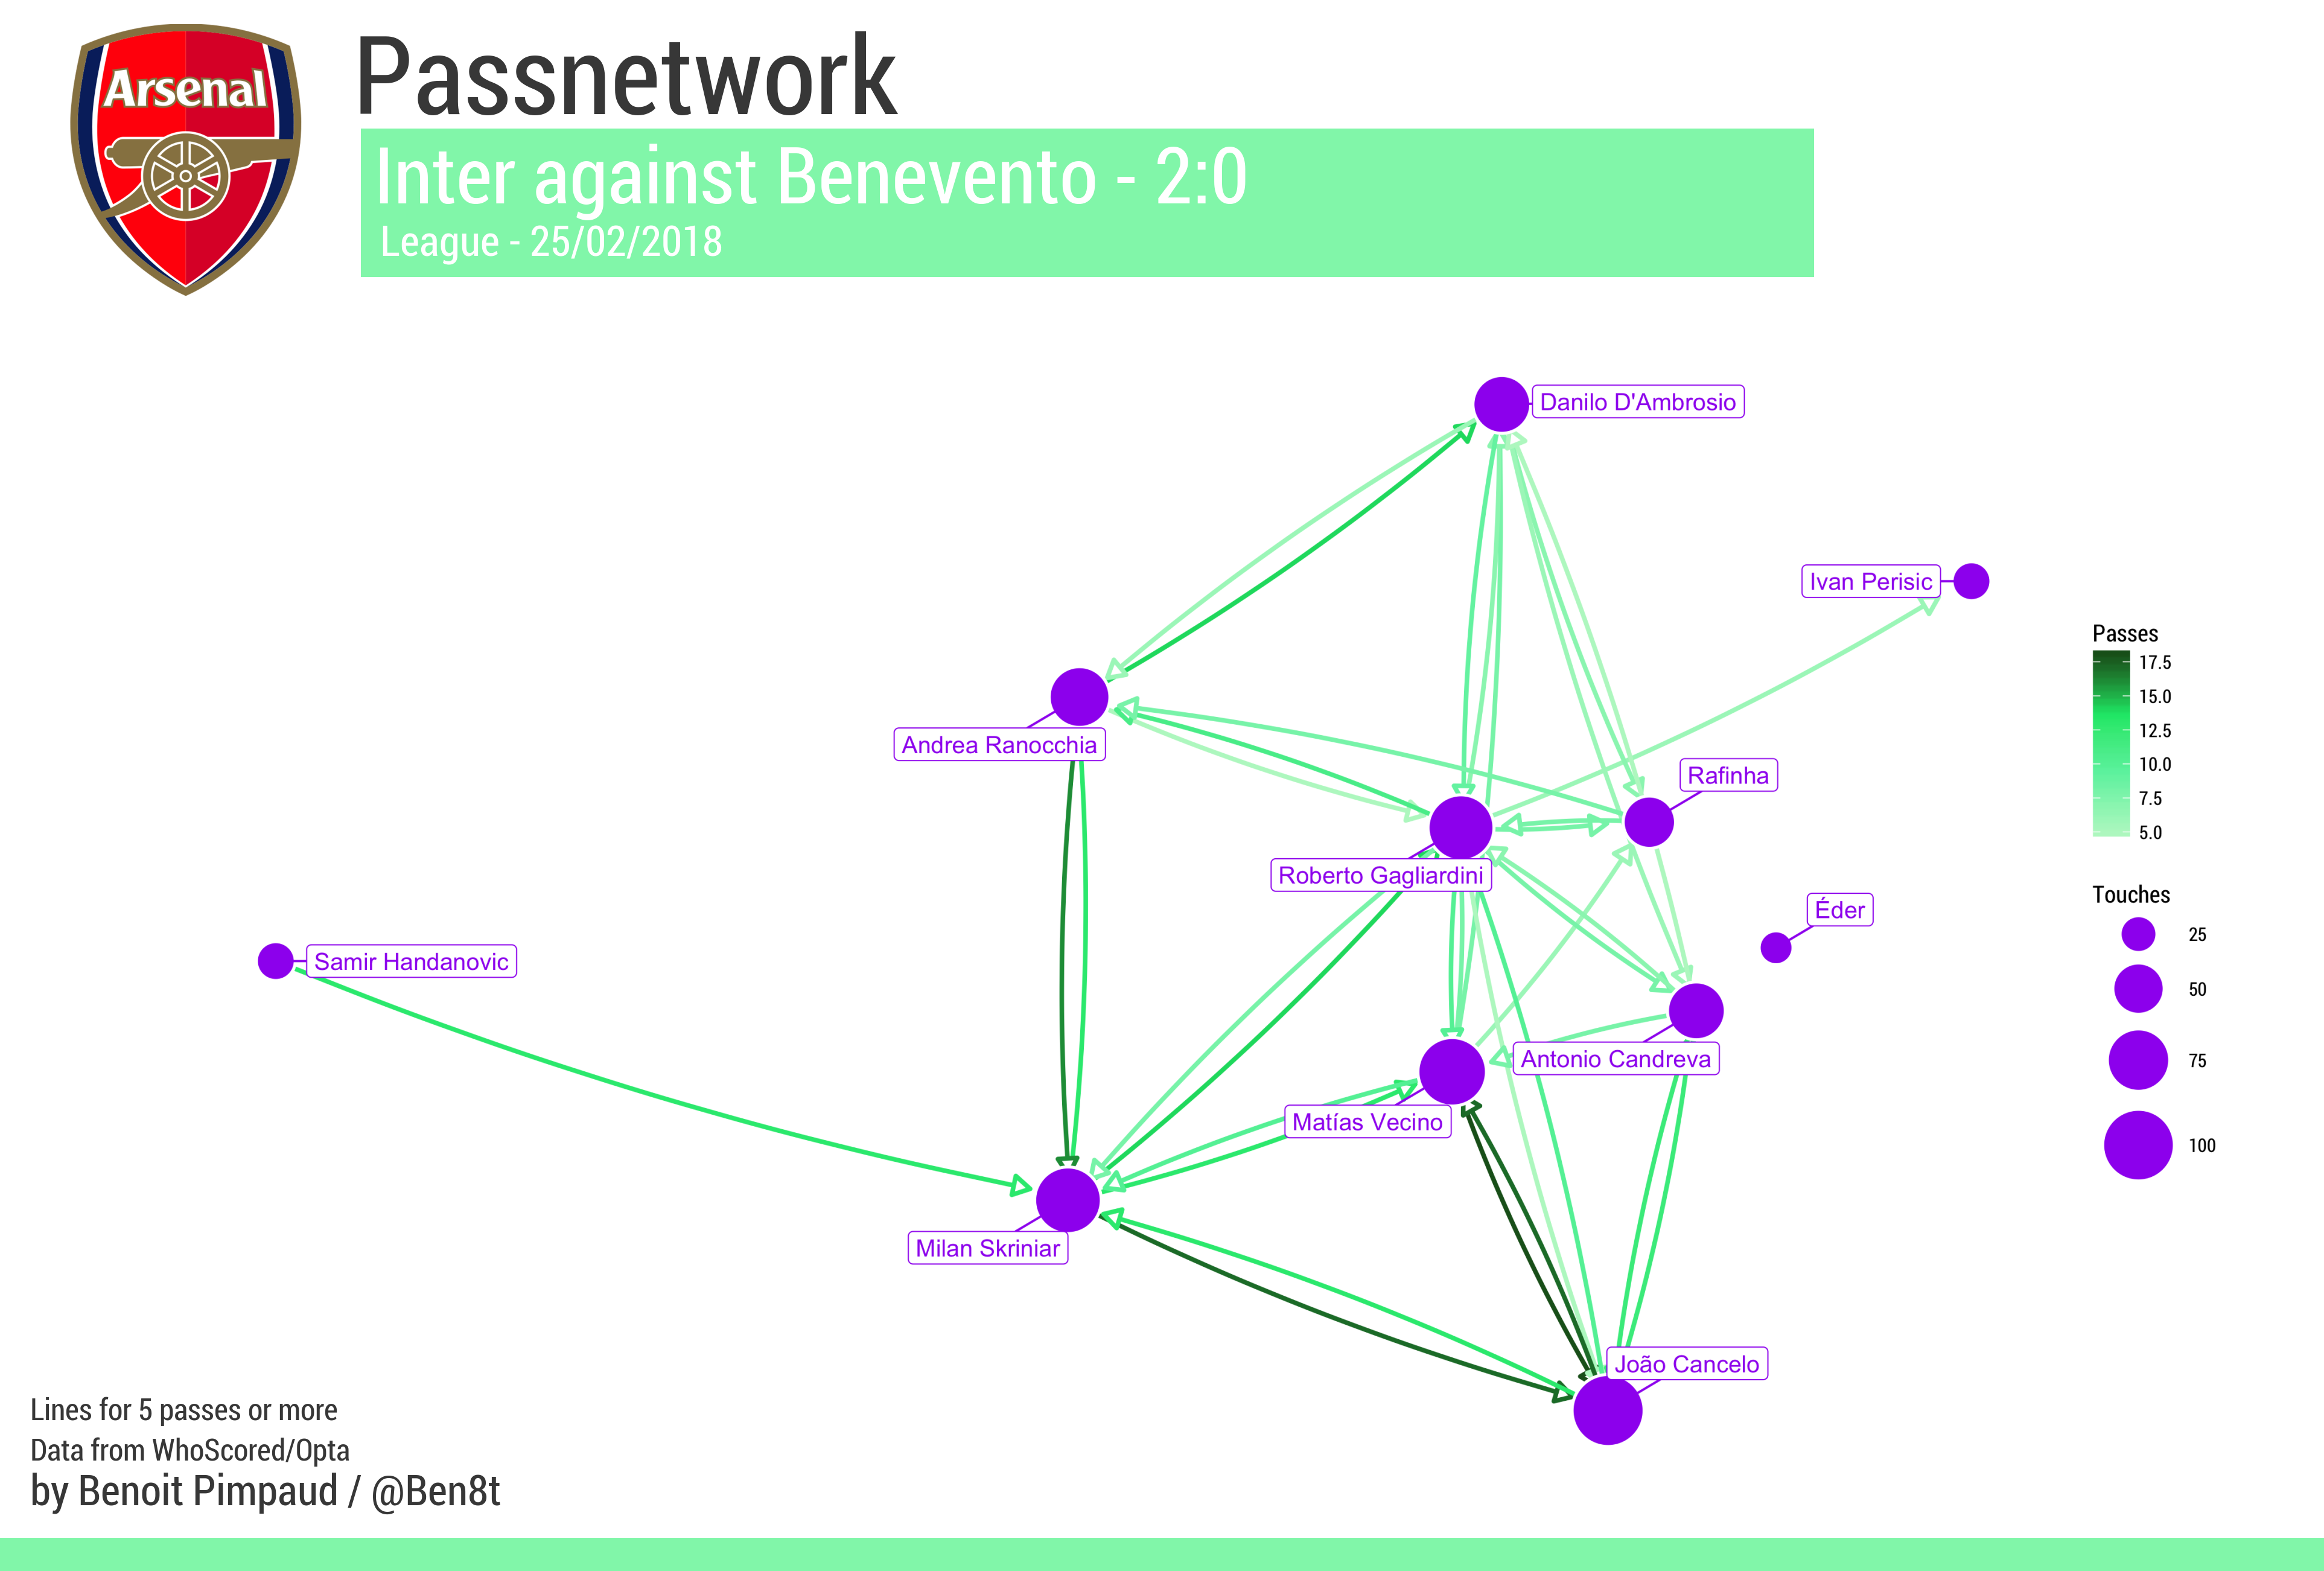 Arsenal
Passnetwork
Inter against Benevento - 2:0
League - 25/02/2018
Danilo D'Ambrosio
Ivan Perisic
Passes
17.5
15.0
12.5
10.0
7.5
5.0
Andrea Ranocchia
Rafinha
Roberto Gagliardini
Éder
Touches
25
50
75
100
Samir Handanovic
Antonio Candreva
Matías Vecino
Milan Skriniar
João Cancelo
Lines for 5 passes or more
Data from WhoScored/Opta
by Benoit Pimpaud / @Ben8t